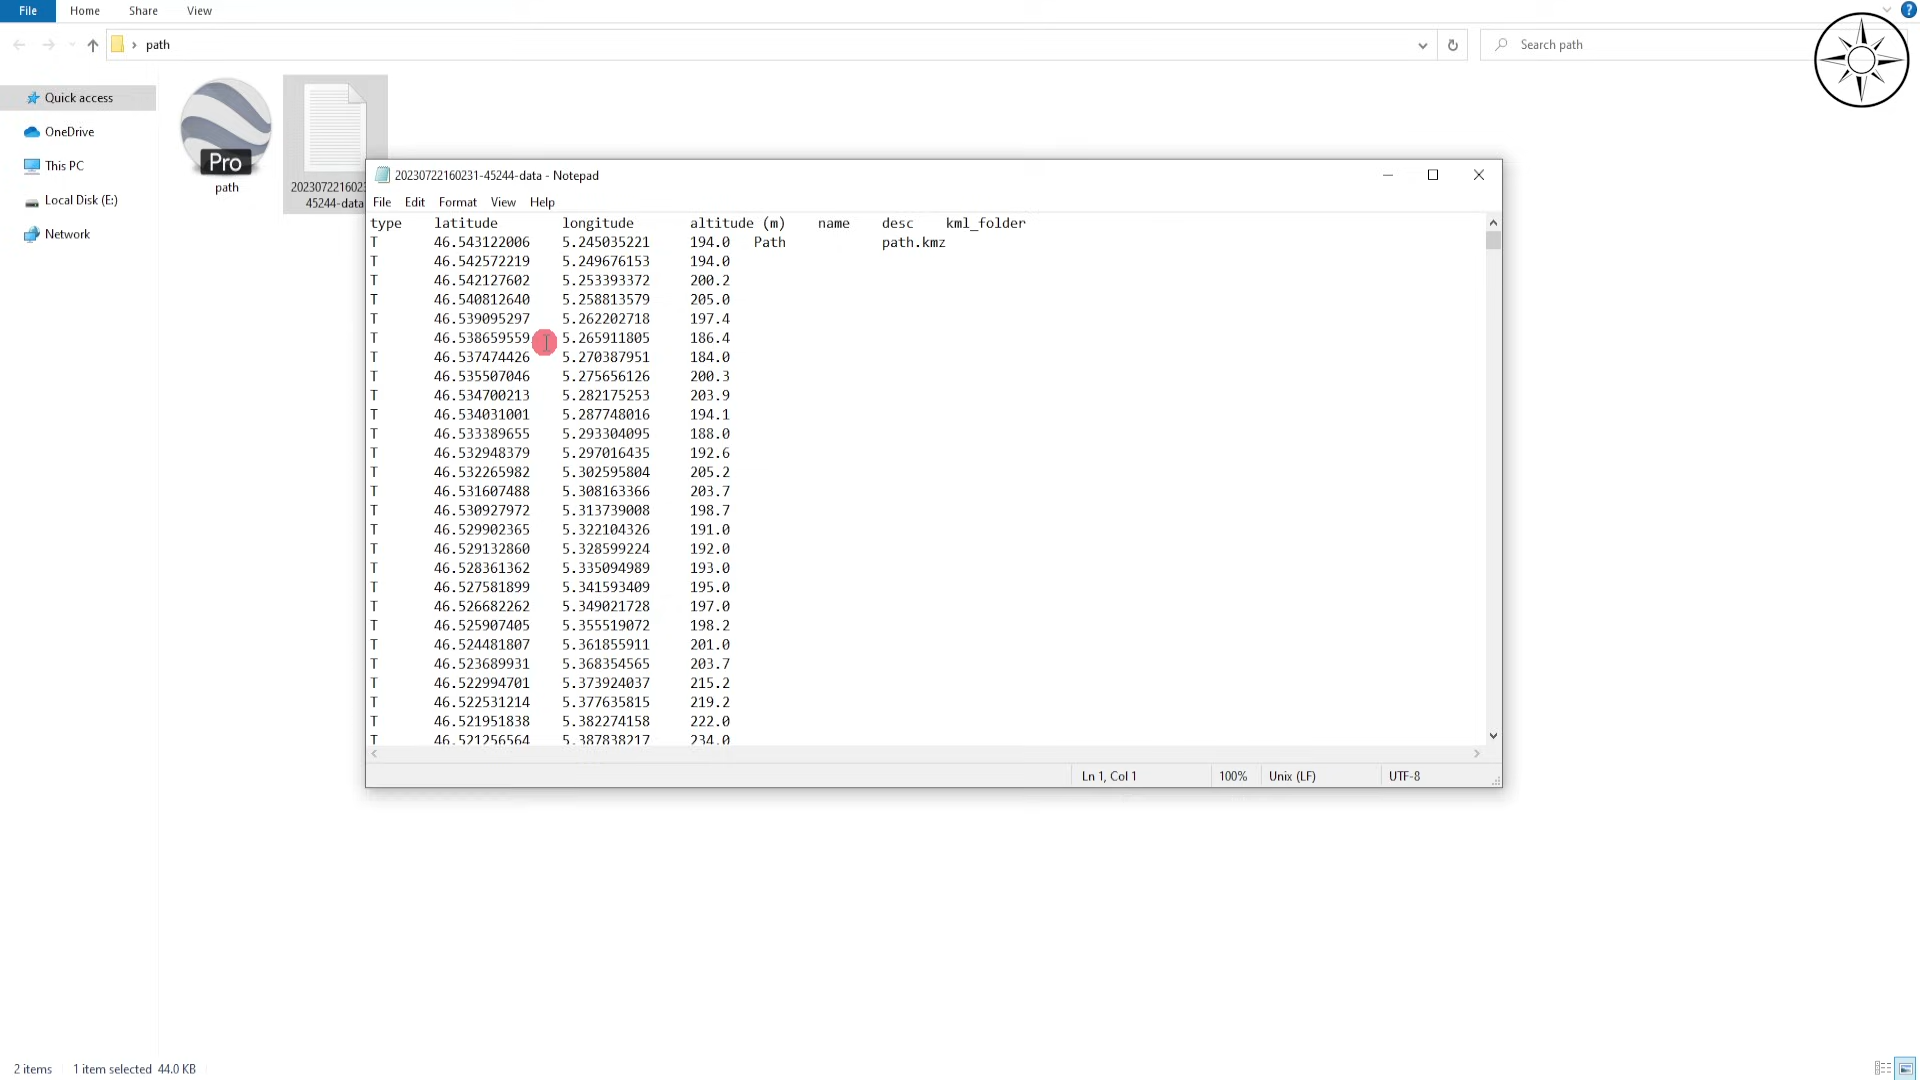 File Home Share View
path
Search path
Quick access
OneDrive
This PC
Local Disk (E:)
Network
Pro
path
2023072216023
45244-data
20230722160231-45244-data - Notepad
File Edit Format View Help
type latitude longitude altitude (m) name desc kml_folder
T 46.543122006 5.245035221 194.0 Path path.kmz
T 46.542572219 5.249676153 194.0
T 46.542127602 5.253393372 200.2
T 46.540812640 5.258813579 205.0
T 46.539095297 5.262202718 197.4
T 46.538659559 5.265911805 186.4
T 46.537474426 5.270387951 184.0
T 46.535507046 5.275656126 200.3
T 46.534700213 5.282175253 203.9
T 46.534031001 5.287748016 194.1
T 46.533389655 5.293304095 188.0
T 46.532948379 5.297016435 192.6
T 46.532265982 5.302595804 205.2
T 46.531607488 5.308163366 203.7
T 46.530927972 5.313739008 198.7
T 46.529902365 5.322104326 191.0
T 46.529132860 5.328599224 192.0
T 46.528361362 5.335094989 193.0
T 46.527581899 5.341593409 195.0
T 46.526682262 5.349021728 197.0
T 46.525907405 5.355519072 198.2
T 46.524481807 5.361855911 201.0
T 46.523689931 5.368354565 203.7
T 46.522994701 5.373924037 215.2
T 46.522531214 5.377635815 219.2
T 46.521951838 5.382274158 222.0
T 46.521256564 5.387838217 234.0
Ln 1, Col 1 100% Unix (LF) UTF-8
2 items 1 item selected 44.0 KB